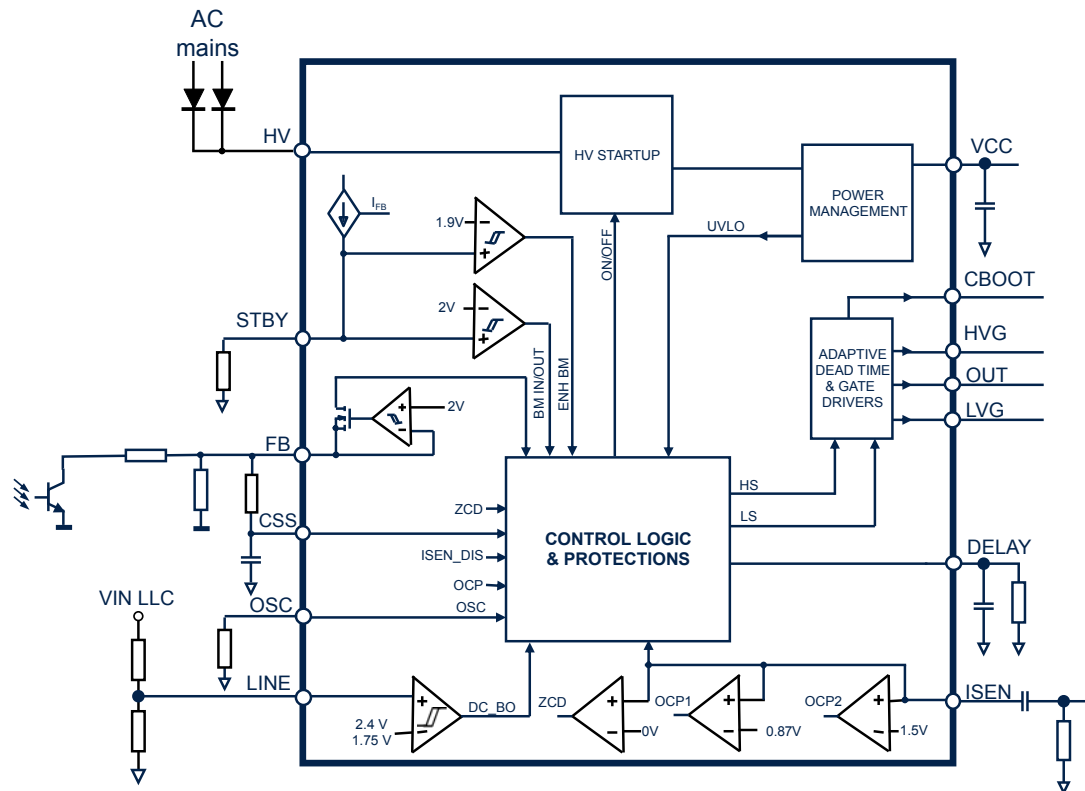 AC
mains
HV
HV STARTUP
VCC
POWER
MANAGEMENT
I_FB
1.9V
UVLO
ON/OFF
CBOOT
STBY
2V
HVG
ADAPTIVE
DEAD TIME
& GATE
DRIVERS
OUT
LVG
BM IN/OUT
ENH BM
2V
FB
HS
LS
ZCD
CSS
CONTROL LOGIC
& PROTECTIONS
ISEN_DIS
DELAY
OCP
OSC
OSC
VIN LLC
LINE
DC_BO
ZCD
OCP1
OCP2
ISEN
2.4 V
1.75 V
0V
0.87V
1.5V